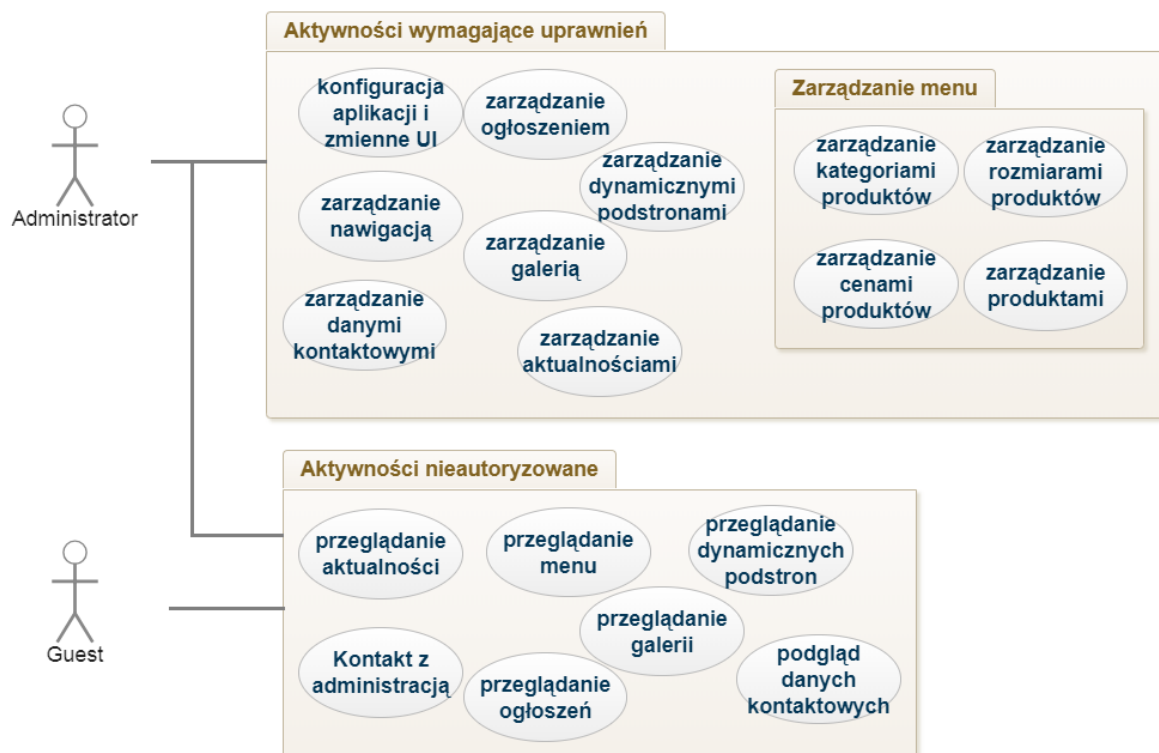 Aktywności wymagające uprawnień
konfiguracja
aplikacji i
zmienne UI
zarządzanie
ogłoszeniem
zarządzanie
dynamicznymi
podstronami
zarządzanie
nawigacją
zarządzanie
galerią
zarządzanie
danymi
kontaktowymi
zarządzanie
aktualnościami
Zarządzanie menu
zarządzanie
kategoriami
produktów
zarządzanie
rozmiarami
produktów
zarządzanie
cenami
produktów
zarządzanie
produktami
Administrator
Aktywności nieautoryzowane
przeglądanie
aktualności
przeglądanie
menu
przeglądanie
dynamicznych
podstron
przeglądanie
galerii
Kontakt z
administracją
przeglądanie
ogłoszeń
podgląd
danych
kontaktowych
Guest